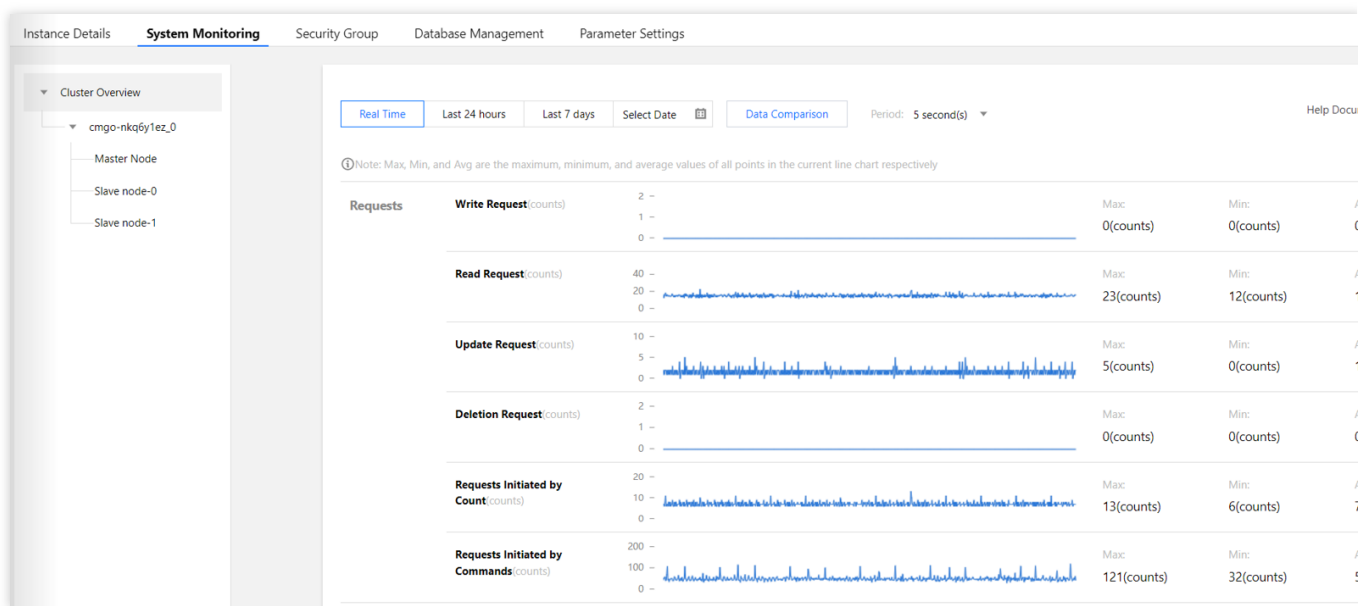 Instance Details System Monitoring Security Group Database Management Parameter Settings
Cluster Overview
cmgo-nkq6y1ez_0
Master Node
Slave node-0
Slave node-1
Real Time Last 24 hours Last 7 days Select Date Data Comparison Period: 5 second(s) Help Docu
Note: Max, Min, and Avg are the maximum, minimum, and average values of all points in the current line chart respectively
Requests
Write Request(counts)
2
1
0
Max:
0(counts)
Min:
0(counts)
Read Request(counts)
40
20
0
Max:
23(counts)
Min:
12(counts)
Update Request(counts)
10
5
0
Max:
5(counts)
Min:
0(counts)
Deletion Request(counts)
2
1
0
Max:
0(counts)
Min:
0(counts)
Requests Initiated by
Count(counts)
20
10
0
Max:
13(counts)
Min:
6(counts)
Requests Initiated by
Commands(counts)
200
100
0
Max:
121(counts)
Min:
32(counts)